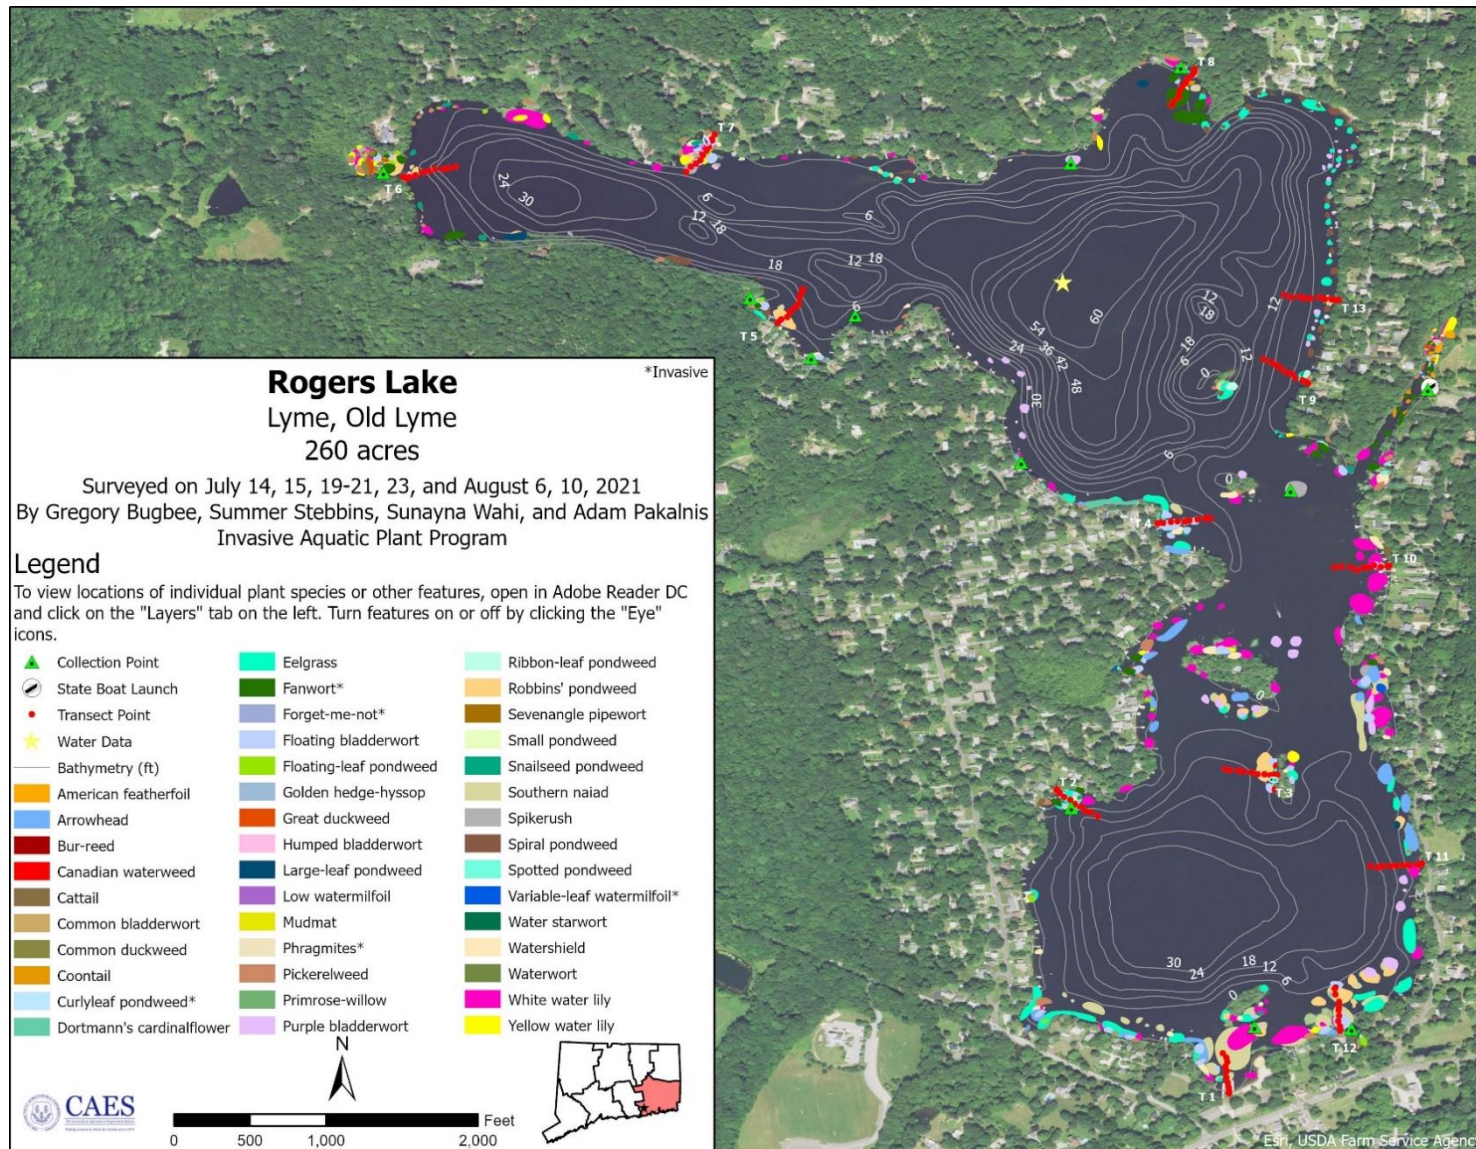 Rogers Lake
*Invasive
Lyme, Old Lyme
260 acres
Surveyed on July 14, 15, 19-21, 23, and August 6, 10, 2021
By Gregory Bugbee, Summer Stebbins, Sunayna Wahi, and Adam Pakalnis
Invasive Aquatic Plant Program
Legend
To view locations of individual plant species or other features, open in Adobe Reader DC
and click on the "Layers" tab on the left. Turn features on or off by clicking the "Eye"
icons.
Collection Point
State Boat Launch
Transect Point
Water Data
Bathymetry (ft)
American featherfoil
Arrowhead
Bur-reed
Canadian waterweed
Cattail
Common bladderwort
Common duckweed
Coontail
Curlyleaf pondweed*
Dortmann's cardinalflower
Eelgrass
Fanwort*
Forget-me-not*
Floating bladderwort
Floating-leaf pondweed
Golden hedge-hyssop
Great duckweed
Humped bladderwort
Large-leaf pondweed
Low watermilfoil
Mudmat
Phragmites*
Pickerelweed
Primrose-willow
Purple bladderwort
Ribbon-leaf pondweed
Robbins' pondweed
Sevenangle pipewort
Small pondweed
Snailseed pondweed
Southern naiad
Spikerush
Spiral pondweed
Spotted pondweed
Variable-leaf watermilfoil*
Water starwort
Watershield
Waterwort
White water lily
Yellow water lily
N
CAES
Feet
0 500 1,000 2,000
T 8
T 7
T 6
24
30
6
12
18
6
18
12 18
6
T 5
60
54
36
42
24
48
30
12
18
12
T 13
18
6
12
0
T 9
6
0
T 4
T 10
0
T 2
0
T 3
T 11
30
24
18
12
6
0
T 12
T 1
Esri, USDA Farm Service Agency